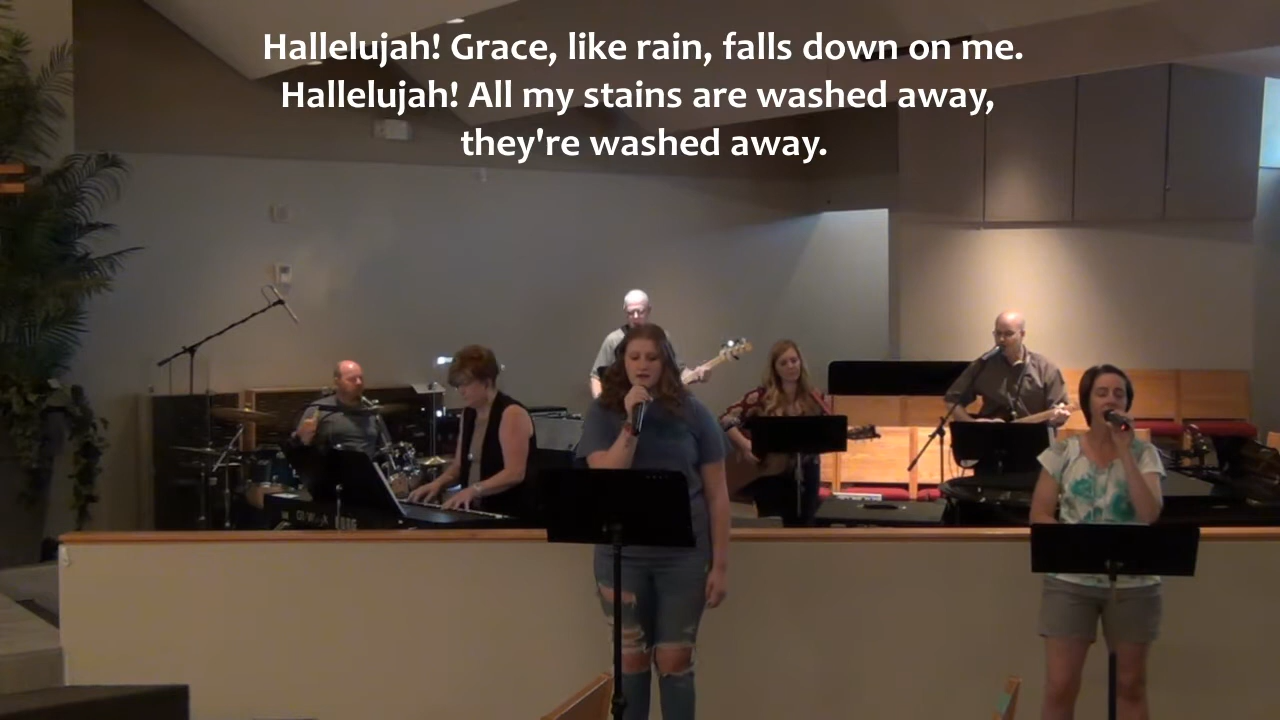 Hallelujah! Grace, like rain, falls down on me.
Hallelujah! All my stains are washed away,
they're washed away.
KORG